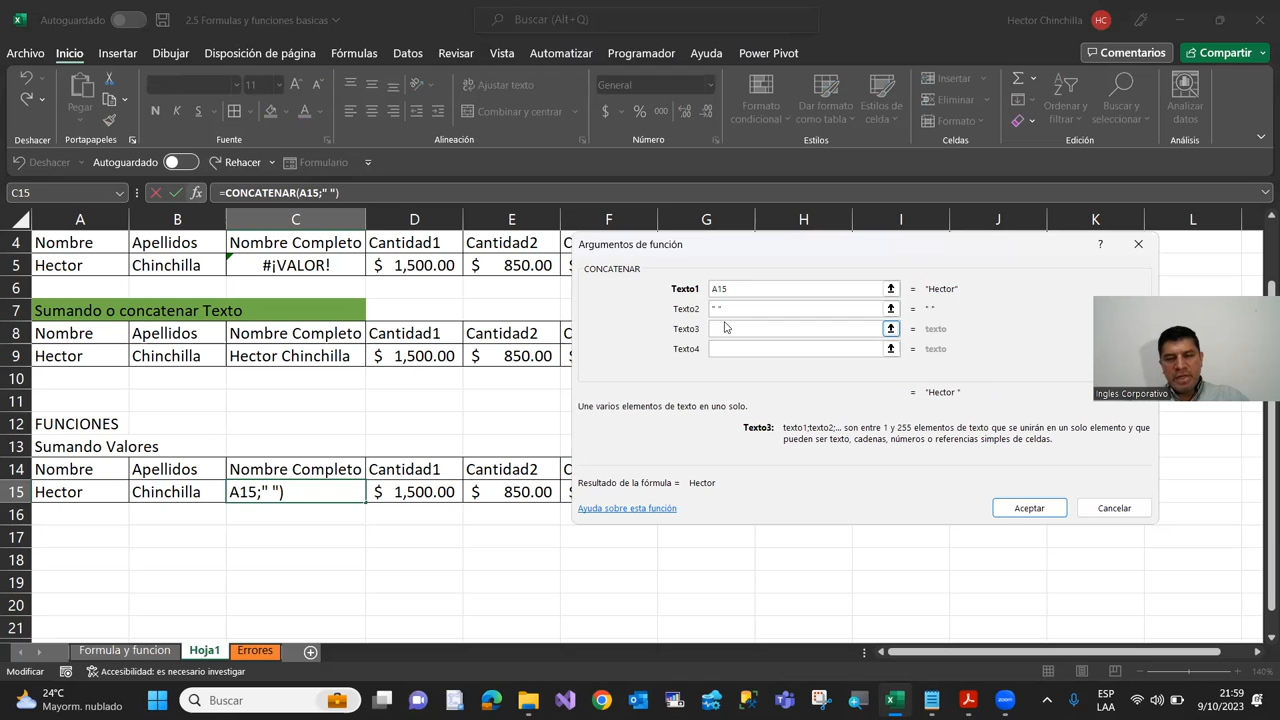 Autoguardado
2.5 Formulas y funciones basicas
Buscar (Alt+Q)
Hector Chinchilla
HC
Archivo Inicio Insertar Dibujar Disposición de página Fórmulas Datos Revisar Vista Automatizar Programador Ayuda Power Pivot
Comentarios
Compartir
Pegar
11
N K S
Ajustar texto
Combinar y centrar
General
$ % 000
Formato condicional
Dar formato como tabla
Estilos de celda
Insertar
Eliminar
Formato
Ordenar y filtrar
Buscar y seleccionar
Analizar datos
Deshacer Portapapeles Fuente Alineación Número Estilos Celdas Edición Análisis
Deshacer Autoguardado Rehacer Formulario
C15 fx =CONCATENAR(A15;" ")
A B C D E F G H I J K L
4 Nombre Apellidos Nombre Completo Cantidad1 Cantidad2
5 Hector Chinchilla #¡VALOR! $ 1,500.00 $ 850.00
6
7 Sumando o concatenar Texto
8 Nombre Apellidos Nombre Completo Cantidad1 Cantidad2
9 Hector Chinchilla Hector Chinchilla $ 1,500.00 $ 850.00
10
11
12 FUNCIONES
13 Sumando Valores
14 Nombre Apellidos Nombre Completo Cantidad1 Cantidad2
15 Hector Chinchilla A15;" ") $ 1,500.00 $ 850.00
16
17
18
19
20
21
Argumentos de función ?
CONCATENAR
Texto1 A15 = "Hector"
Texto2 " " = " "
Texto3 = texto
Texto4 = texto
= "Hector "
Une varios elementos de texto en uno solo.
Texto3: texto1;texto2;... son entre 1 y 255 elementos de texto que se unirán en un solo elemento y que
pueden ser texto, cadenas, números o referencias simples de celdas.
Resultado de la fórmula = Hector
Ayuda sobre esta función
Aceptar
Cancelar
Ingles Corporativo
Formula y funcion Hoja1 Errores
Modificar Accesibilidad: es necesario investigar
140%
24°C
Mayorm. nublado
Buscar
ESP
LAA
21:59
9/10/2023